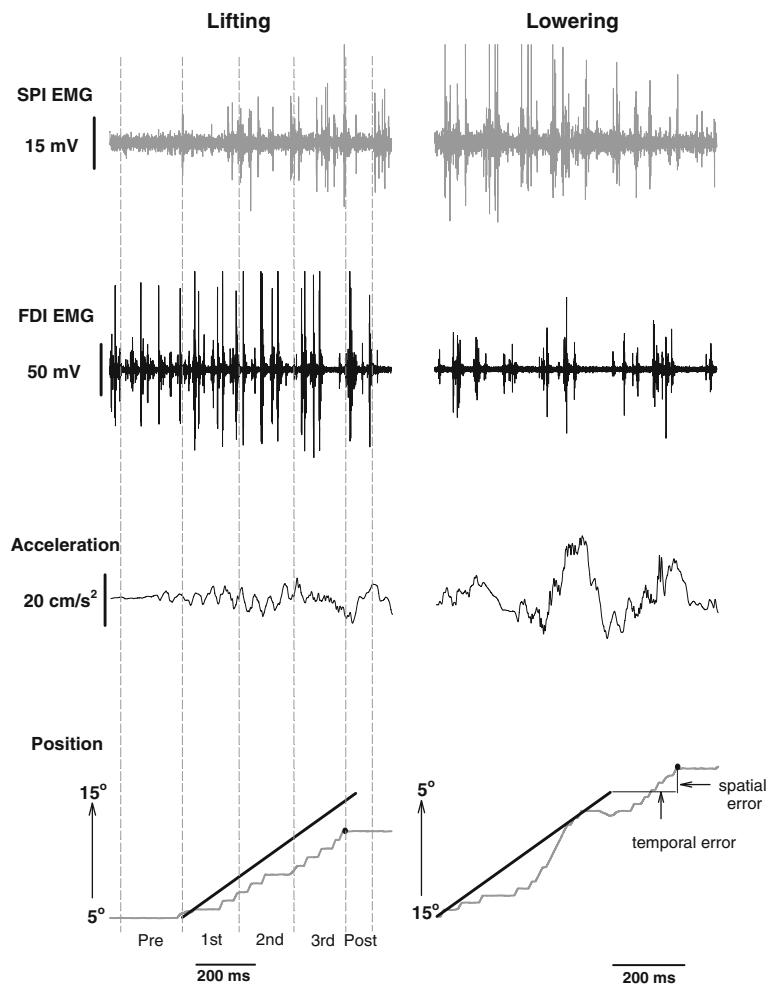 Lifting
Lowering
SPI EMG
15 mV
FDI EMG
50 mV
Acceleration
20 cm/s²
Position
15°
5°
Pre
1st
2nd
3rd
Post
200 ms
5°
15°
spatial
error
temporal error
200 ms